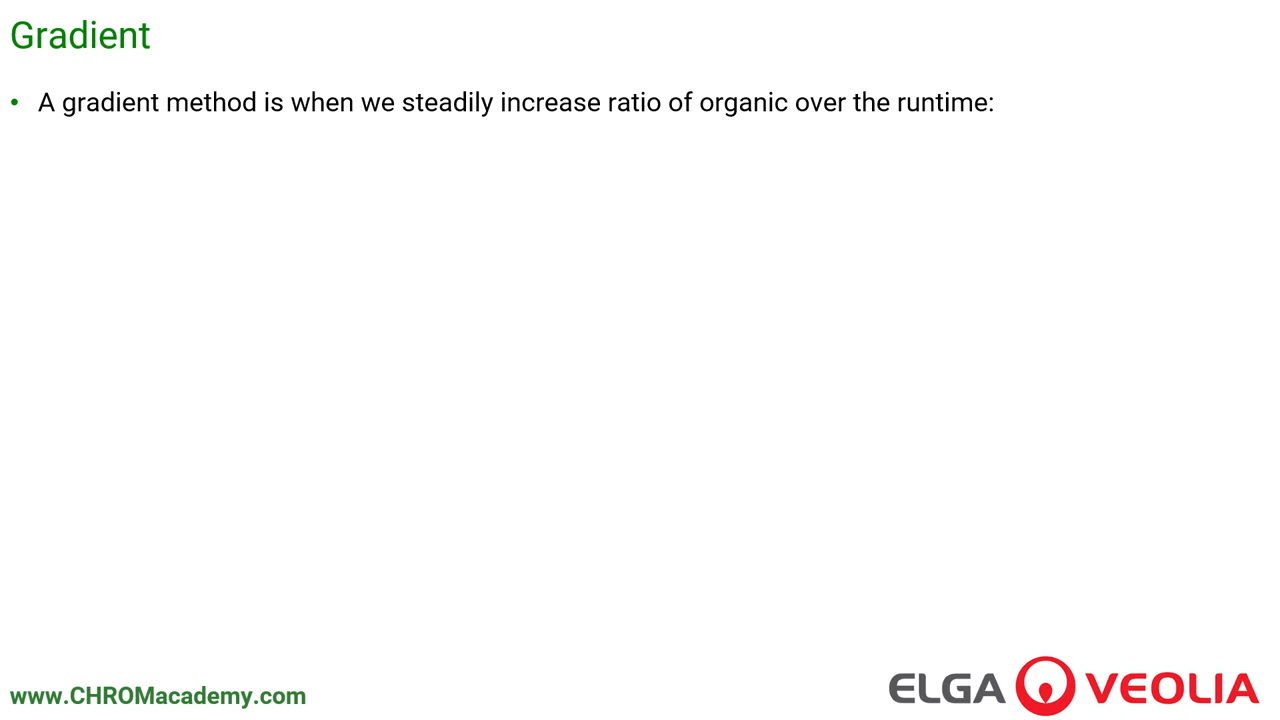 Gradient
• A gradient method is when we steadily increase ratio of organic over the runtime:
www.CHROMacademy.com
ELGA VEOLIA